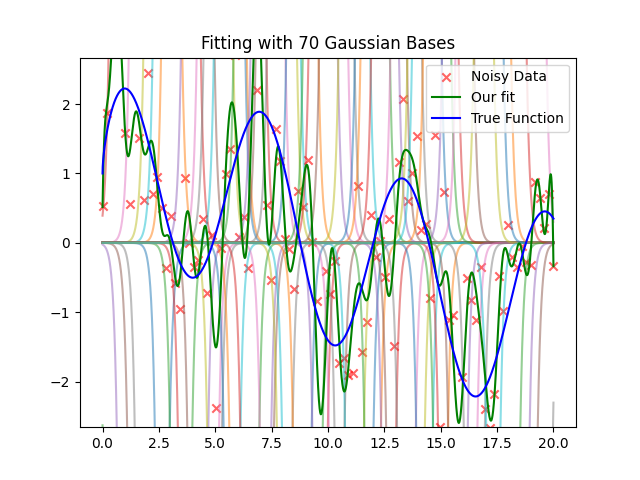 Fitting with 70 Gaussian Bases
Noisy Data
Our fit
True Function
2
1
0
−1
−2
0.0 2.5 5.0 7.5 10.0 12.5 15.0 17.5 20.0